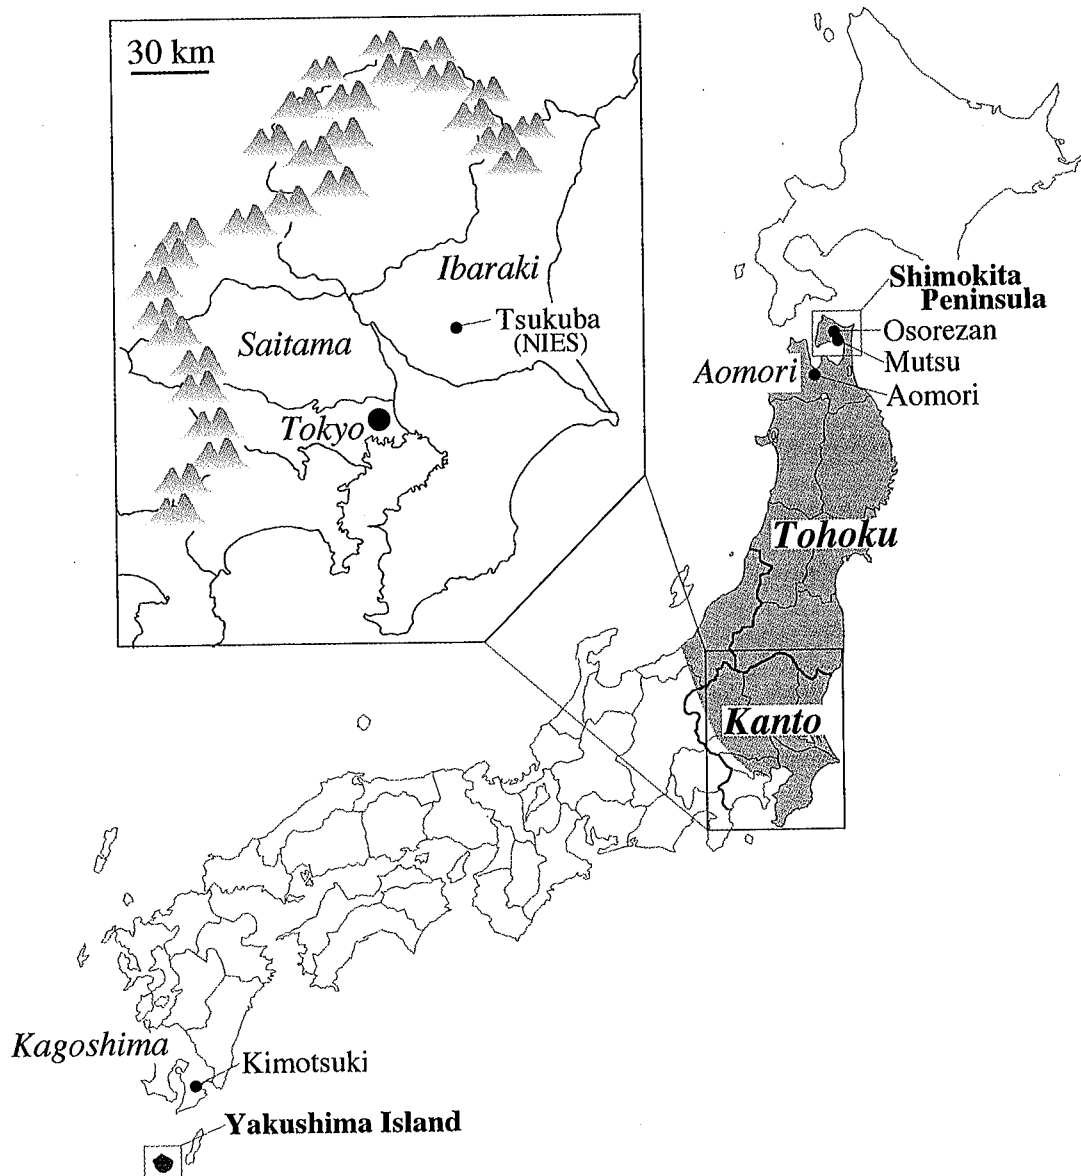 30 km
Ibaraki
Tsukuba
(NIES)
Saitama
Tokyo
Shimokita
Peninsula
Osorezan
Mutsu
Aomori
Aomori
Tohoku
Kanto
Kagoshima
Kimotsuki
Yakushima Island